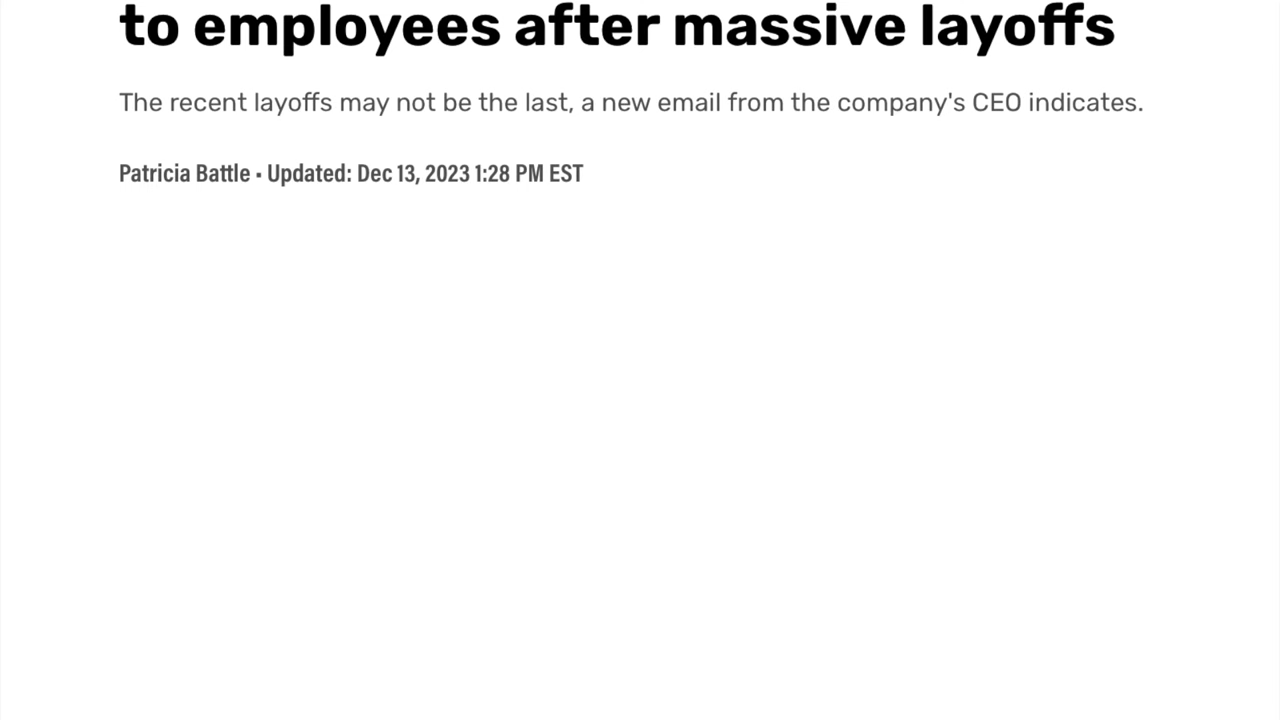 to employees after massive layoffs
The recent layoffs may not be the last, a new email from the company's CEO indicates.
Patricia Battle • Updated: Dec 13, 2023 1:28 PM EST